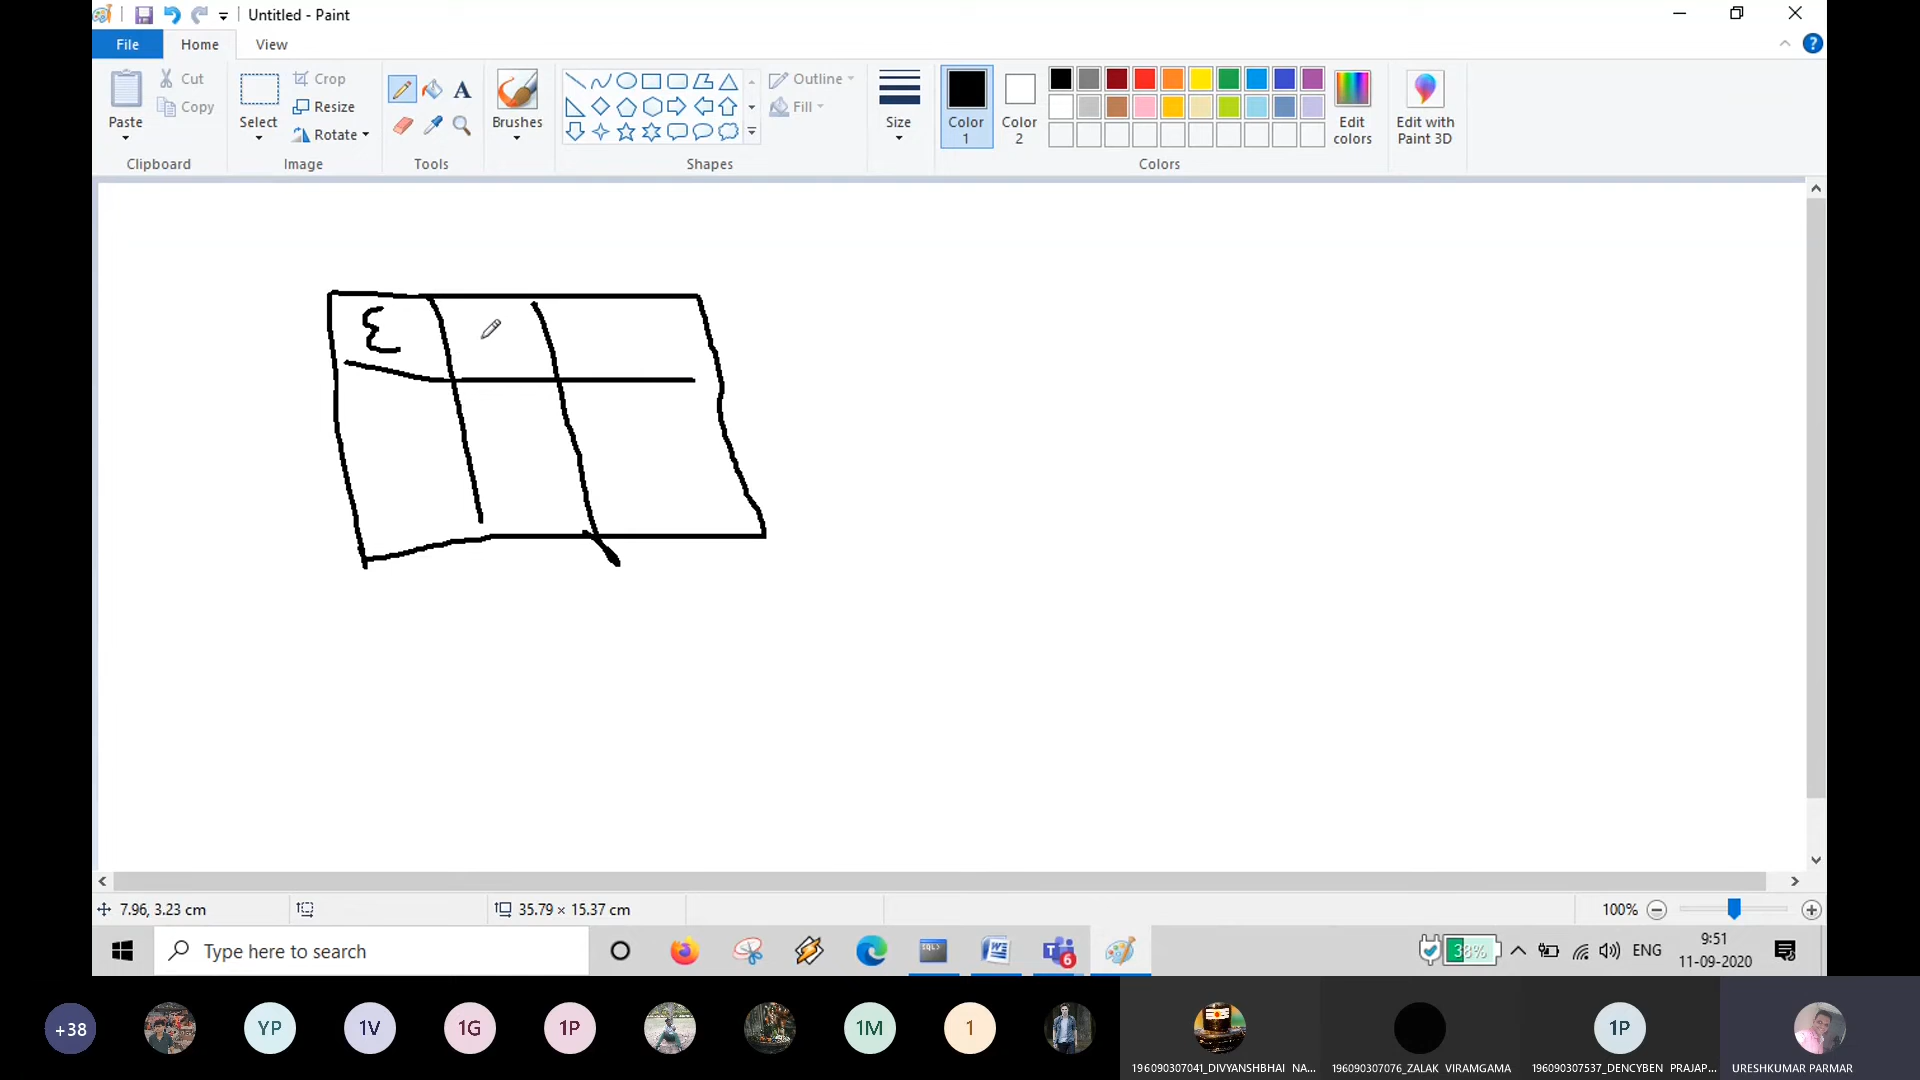 Untitled - Paint
File Home View
Paste Cut Copy Clipboard
Select Crop Resize Rotate Image
Tools
Brushes
Outline Fill Shapes
Size
Color 1 Color 2 Edit colors Colors
Edit with Paint 3D
ε
7.96, 3.23 cm 35.79 × 15.37 cm 100%
Type here to search SQL> 6 38% ENG 9:51
11-09-2020
+38 YP 1V 1G 1P 1M 1 1P
196090307041_DIVYANSHBHAI NA... 196090307076_ZALAK VIRAMGAMA 196090307537_DENCYBEN PRAJAP... URESHKUMAR PARMAR